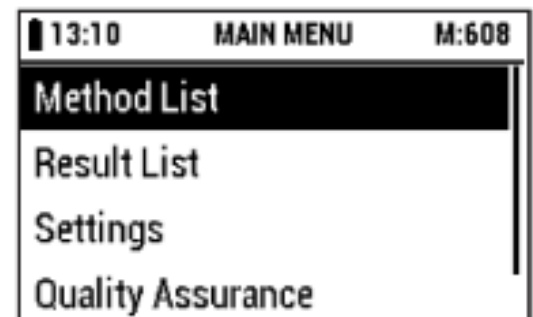 13:10 MAIN MENU M:608
Method List
Result List
Settings
Quality Assurance